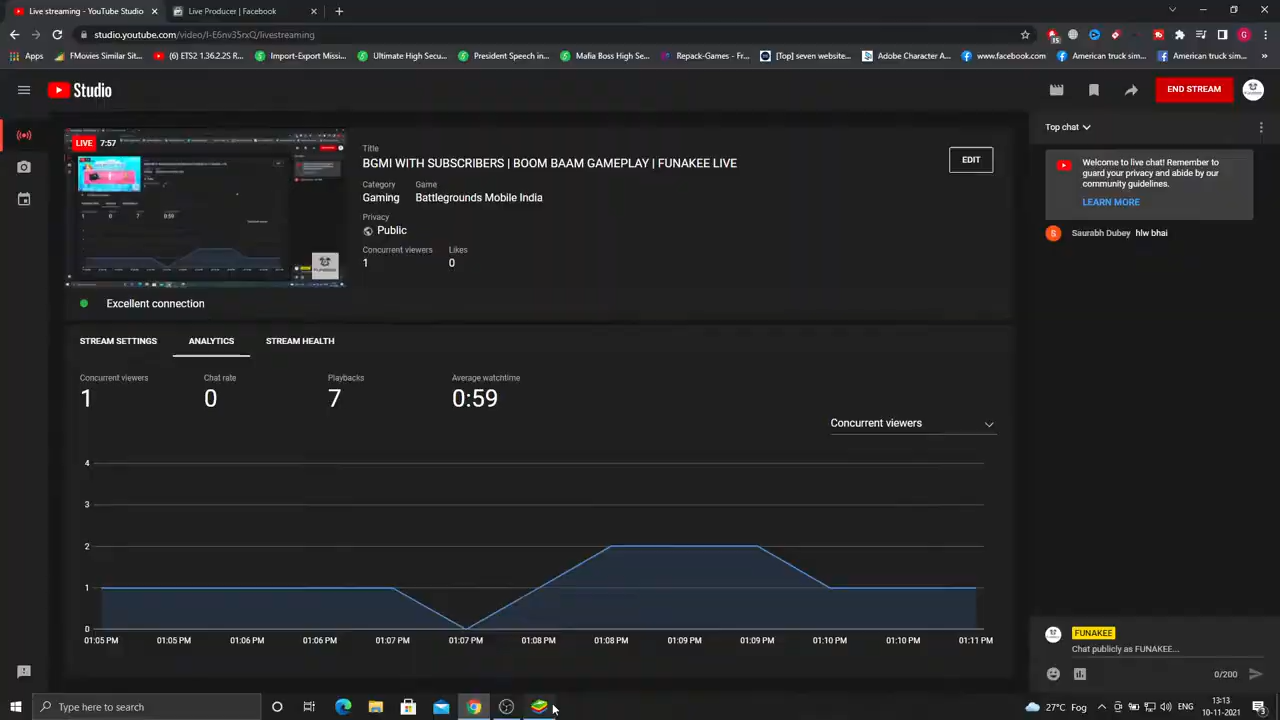 Live streaming - YouTube Studio
Live Producer | Facebook
studio.youtube.com/video/I-E6nv35rxQ/livestreaming
Apps
FMovies Similar Sit...
(6) ETS2 1.36.2.2S R...
Import-Export Missi...
Ultimate High Secu...
President Speech in...
Mafia Boss High Se...
Repack-Games - Fr...
[Top] seven website...
Adobe Character A...
www.facebook.com
American truck sim...
American truck sim...
»
Studio
END STREAM
LIVE 7:57
Title
BGMI WITH SUBSCRIBERS | BOOM BAAM GAMEPLAY | FUNAKEE LIVE
EDIT
Category Game
Gaming Battlegrounds Mobile India
Privacy
Public
Concurrent viewers Likes
1 0
Excellent connection
Top chat
Welcome to live chat! Remember to
guard your privacy and abide by our
community guidelines.
LEARN MORE
S Saurabh Dubey hlw bhai
STREAM SETTINGS ANALYTICS STREAM HEALTH
Concurrent viewers Chat rate Playbacks Average watchtime
1 0 7 0:59
Concurrent viewers
4
3
2
1
0
01:05 PM 01:05 PM 01:06 PM 01:06 PM 01:07 PM 01:07 PM 01:08 PM 01:08 PM 01:09 PM 01:09 PM 01:10 PM 01:10 PM 01:11 PM
FUNAKEE
Chat publicly as FUNAKEE...
0/200
Type here to search
27°C Fog
ENG
13:13
10-11-2021